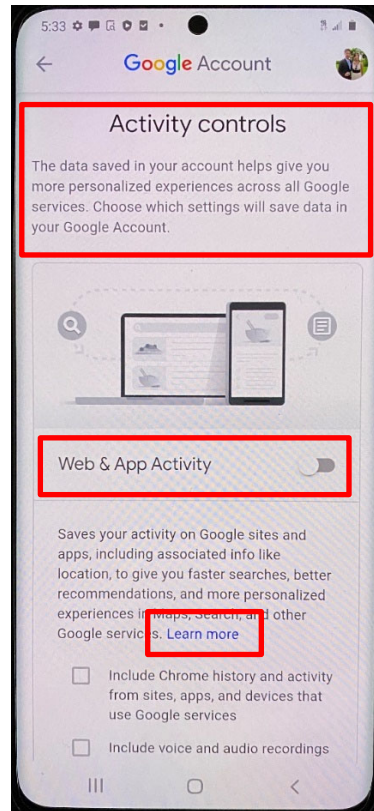 5:33
Google Account
Activity controls
The data saved in your account helps give you
more personalized experiences across all Google
services. Choose which settings will save data in
your Google Account.
Web & App Activity
Saves your activity on Google sites and
apps, including associated info like
location, to give you faster searches, better
recommendations, and more personalized
experiences in Maps, Search, and other
Google services. Learn more
Include Chrome history and activity
from sites, apps, and devices that
use Google services
Include voice and audio recordings